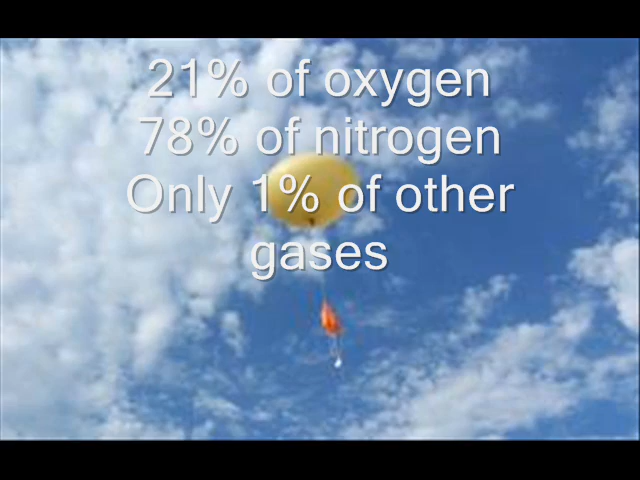 21% of oxygen
78% of nitrogen
Only 1% of other
gases